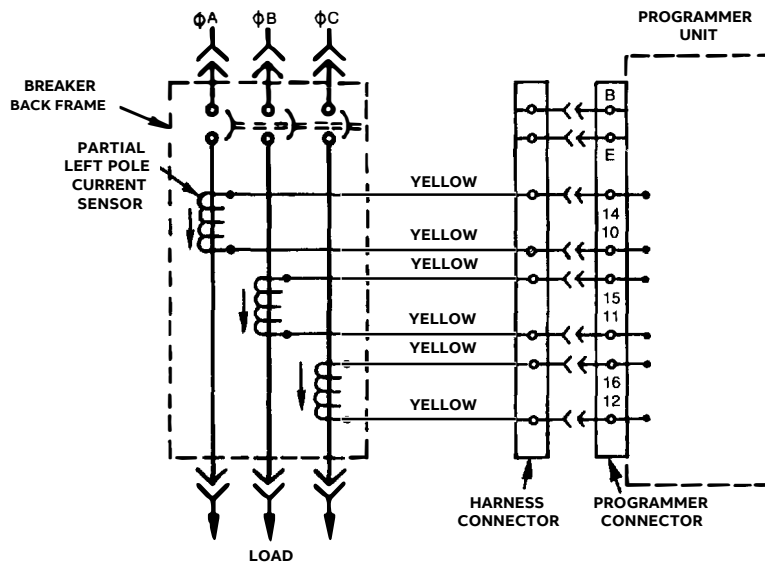 ϕA
ϕB
ϕC
PROGRAMMER
UNIT
BREAKER
BACK FRAME
PARTIAL
LEFT POLE
CURRENT
SENSOR
B
E
YELLOW
14
10
YELLOW
YELLOW
15
11
YELLOW
YELLOW
16
12
YELLOW
HARNESS
CONNECTOR
PROGRAMMER
CONNECTOR
LOAD